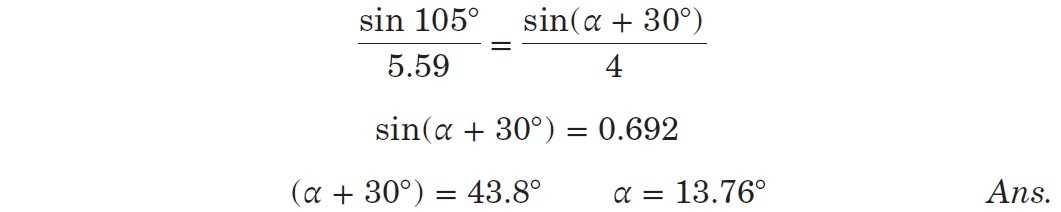 sin 105° / 5.59 = sin(α + 30°) / 4
sin(α + 30°) = 0.692
(α + 30°) = 43.8° α = 13.76° Ans.